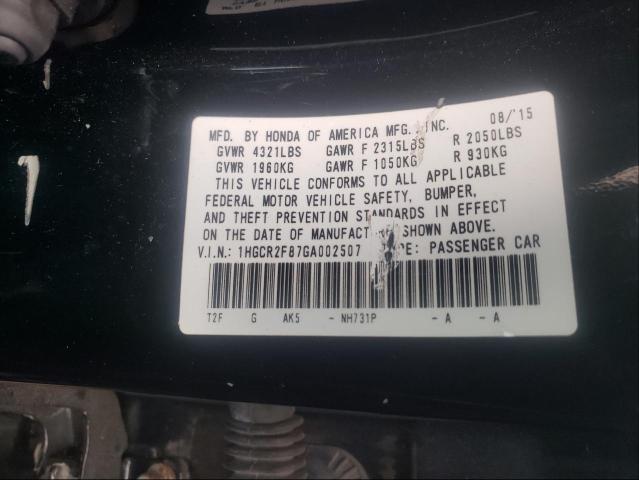 MFD. BY HONDA OF AMERICA MFG. INC. 08/'15
GVWR 4321LBS GAWR F 2315LBS R 2050LBS
GVWR 1960KG GAWR F 1050KG R 930KG
THIS VEHICLE CONFORMS TO ALL APPLICABLE
FEDERAL MOTOR VEHICLE SAFETY, BUMPER,
AND THEFT PREVENTION STANDARDS IN EFFECT
ON THE DATE OF MANUFACT SHOWN ABOVE.
V.I.N.: 1HGCR2F87GA002507 PE: PASSENGER CAR
T2F G AK5 - NH731P - A - A